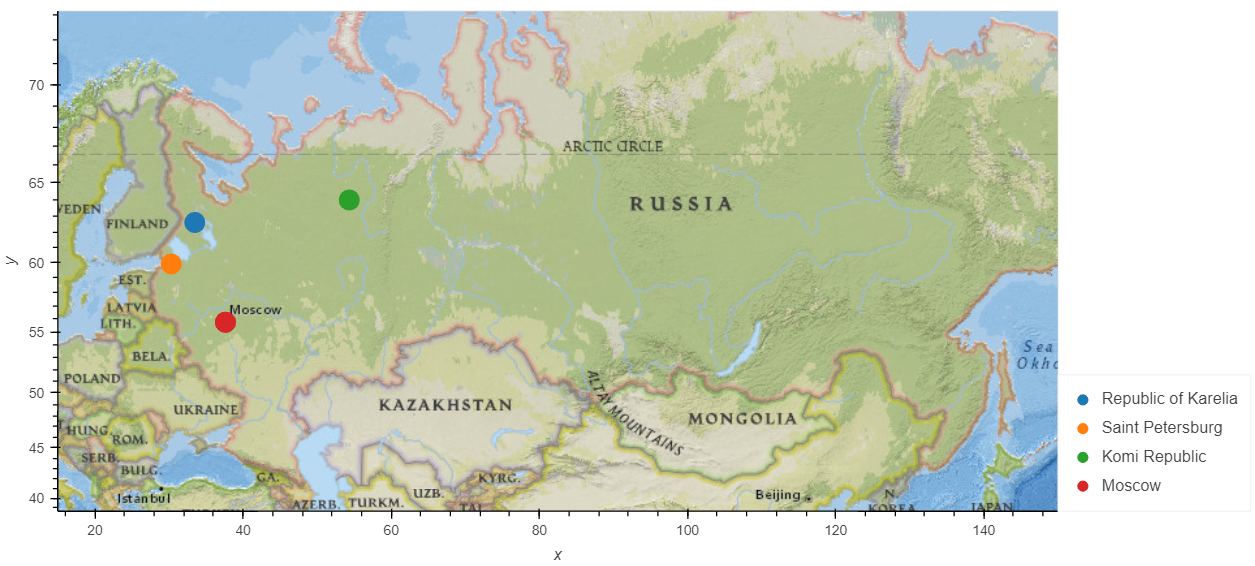 70
65
60
55
50
45
40
y
20
40
60
80
100
120
140
x
ARCTIC CIRCLE
RUSSIA
FINLAND
EST.
LATVIA
LITH.
Moscow
BELA.
POLAND
UKRAINE
KAZAKHSTAN
ALTAY MOUNTAINS
MONGOLIA
Sea
HUNG.
ROM.
SERB.
BULG.
Istanbul
GA.
AZERB.
TURKM.
UZB.
KYRG.
Beijing
N.
KOREA
JAPAN
Republic of Karelia
Saint Petersburg
Komi Republic
Moscow